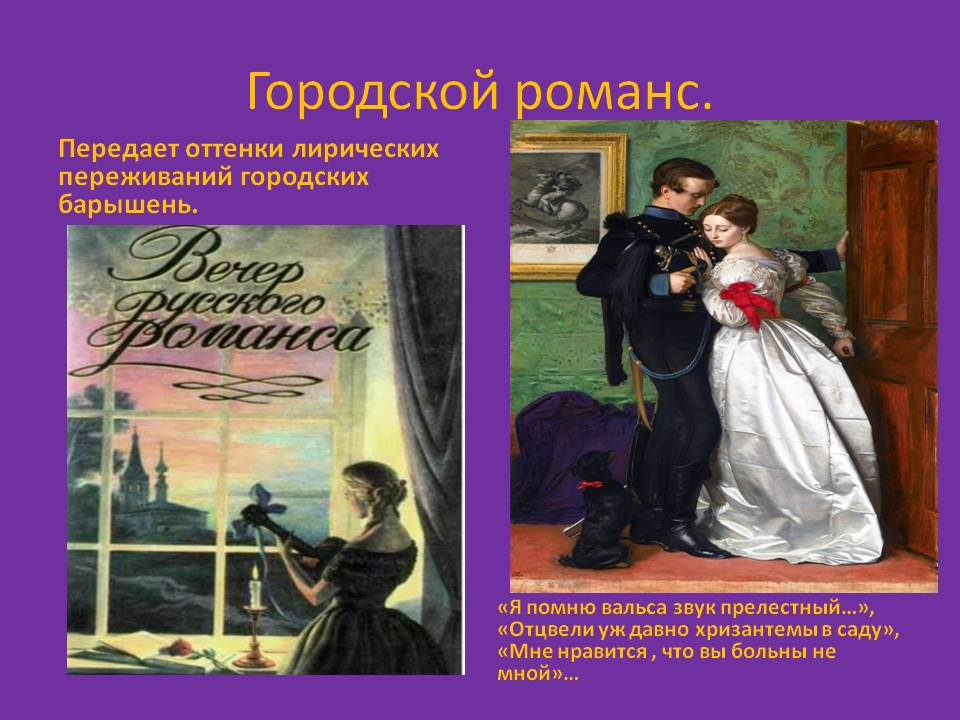 Городской романс.
Передает оттенки лирических
переживаний городских
барышень.
Вечер
русского
романса
«Я помню вальса звук прелестный…»,
«Отцвели уж давно хризантемы в саду»,
«Мне нравится , что вы больны не
мной»…